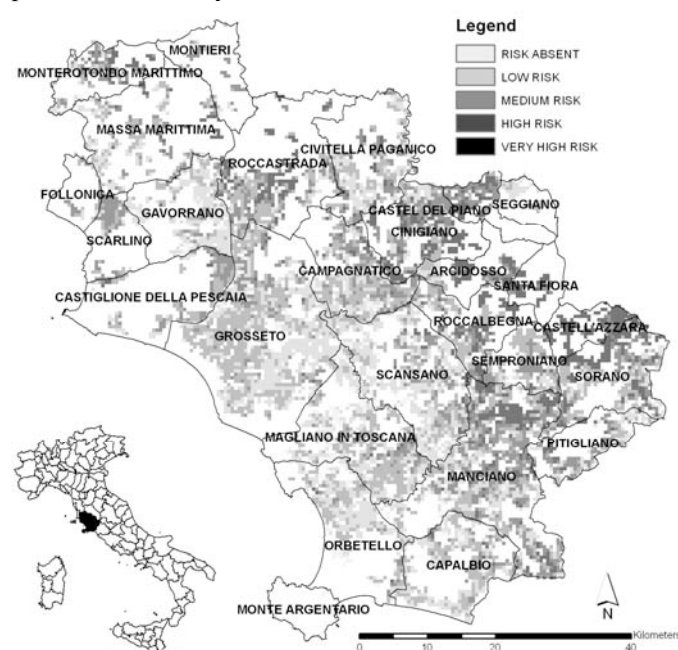 MONTIERI
MONTEROTONDO MARITTIMO
MASSA MARITTIMA
CIVITELLA PAGANICO
ROCCASTRADA
FOLLONICA
GAVORRANO
CASTEL DEL PIANO
SEGGIANO
SCARLINO
CINIGIANO
CAMPAGNATICO
ARCIDOSSO
SANTA FIORA
CASTIGLIONE DELLA PESCAIA
GROSSETO
ROCCALBEGNA
CASTELL'AZZARA
SEMPRONIANO
SCANSANO
SORANO
MAGLIANO IN TOSCANA
PITIGLIANO
MANCIANO
ORBETELLO
CAPALBIO
MONTE ARGENTARIO
Legend
RISK ABSENT
LOW RISK
MEDIUM RISK
HIGH RISK
VERY HIGH RISK
N
Kilometers
0 10 20 40